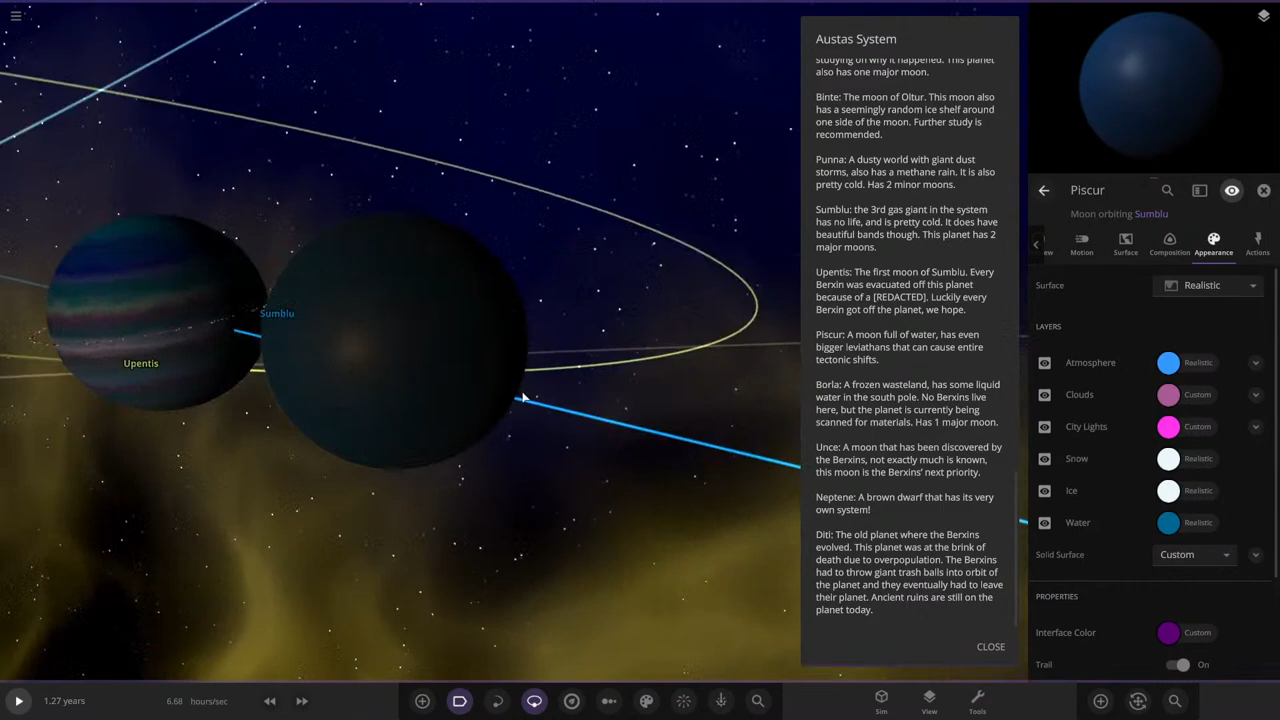 Austas System
studying on why it happened. This planet
also has one major moon.
Binte: The moon of Oltur. This moon also
has a seemingly random ice shelf around
one side of the moon. Further study is
recommended.
Punna: A dusty world with giant dust
storms, also has a methane rain. It is also
pretty cold. Has 2 minor moons.
Sumblu: the 3rd gas giant in the system
has no life, and is pretty cold. It does have
beautiful bands though. This planet has 2
major moons.
Upentis: The first moon of Sumblu. Every
Berxin was evacuated off this planet
because of a [REDACTED]. Luckily every
Berxin got off the planet, we hope.
Piscur: A moon full of water, has even
bigger leviathans that can cause entire
tectonic shifts.
Borla: A frozen wasteland, has some liquid
water in the south pole. No Berxins live
here, but the planet is currently being
scanned for materials. Has 1 major moon.
Unce: A moon that has been discovered by
the Berxins, not exactly much is known,
this moon is the Berxins' next priority.
Neptene: A brown dwarf that has its very
own system!
Diti: The old planet where the Berxins
evolved. This planet was at the brink of
death due to overpopulation. The Berxins
had to throw giant trash balls into orbit of
the planet and they eventually had to leave
their planet. Ancient ruins are still on the
planet today.
CLOSE
Sumblu
Upentis
Piscur
Moon orbiting Sumblu
ew Motion Surface Composition Appearance Actions
Surface Realistic
LAYERS
Atmosphere Realistic
Clouds Custom
City Lights Custom
Snow Realistic
Ice Realistic
Water Realistic
Solid Surface Custom
PROPERTIES
Interface Color Custom
Trail On
1.27 years 6.68 hours/sec
Sim View Tools